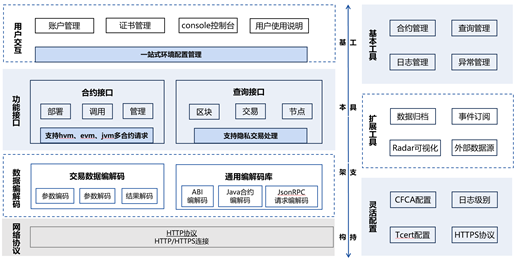 用户交互
账户管理
证书管理
console控制台
用户使用说明
一站式环境配置管理
功能接口
合约接口
部署
调用
管理
支持hvm、evm、jvm多合约请求
查询接口
区块
交易
节点
支持隐私交易处理
数据编解码
交易数据编解码
参数编码
参数解码
结果解码
通用编解码库
ABI
编解码
Java合约
编解码
JsonRPC
请求编解码
网络协议
HTTP协议
HTTP/HTTPS连接
基
工
本
具
架
支
构
持
基本工具
合约管理
查询管理
日志管理
异常管理
扩展工具
数据归档
事件订阅
Radar可视化
外部数据源
灵活配置
CFCA配置
日志级别
Tcert配置
HTTPS协议